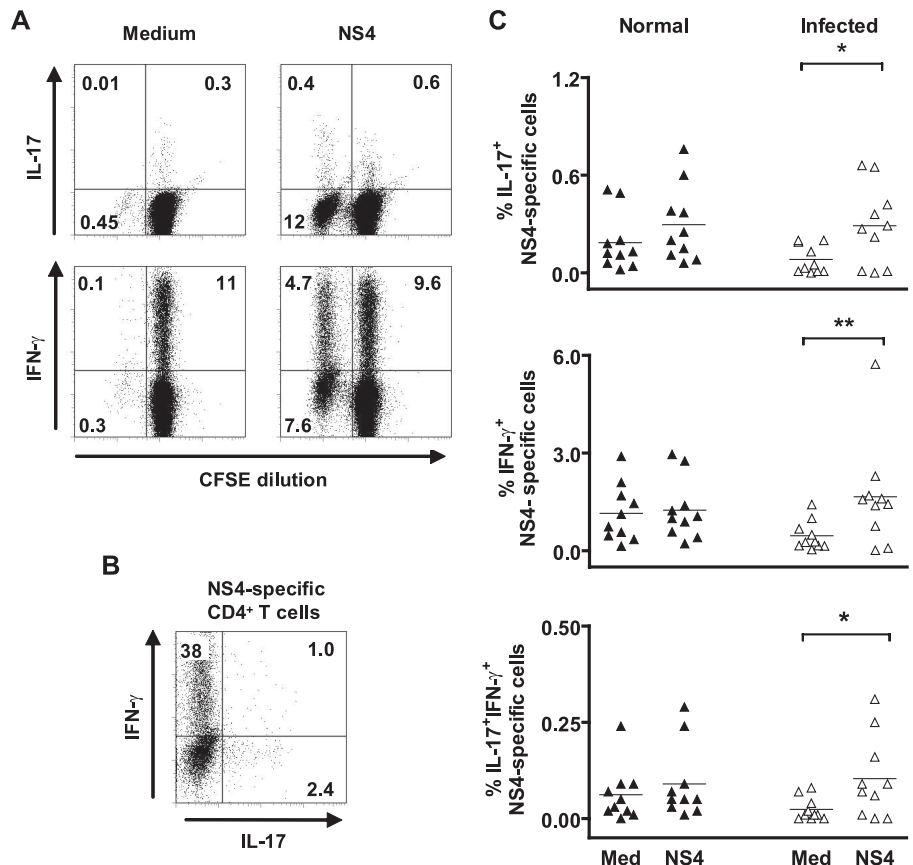 A
Medium
NS4
IL-17
0.01
0.3
0.45
0.4
0.6
12
IFN-γ
0.1
11
0.3
4.7
9.6
7.6
CFSE dilution
B
NS4-specific
CD4⁺ T cells
IFN-γ
38
1.0
2.4
IL-17
C
Normal
Infected
% IL-17⁺
NS4-specific cells
1.2
0.6
0.0
*
% IFN-γ⁺
NS4- specific cells
6.0
3.0
0.0
**
% IL-17⁺IFN-γ⁺
NS4-specific cells
0.50
0.25
0.00
*
Med
NS4
Med
NS4